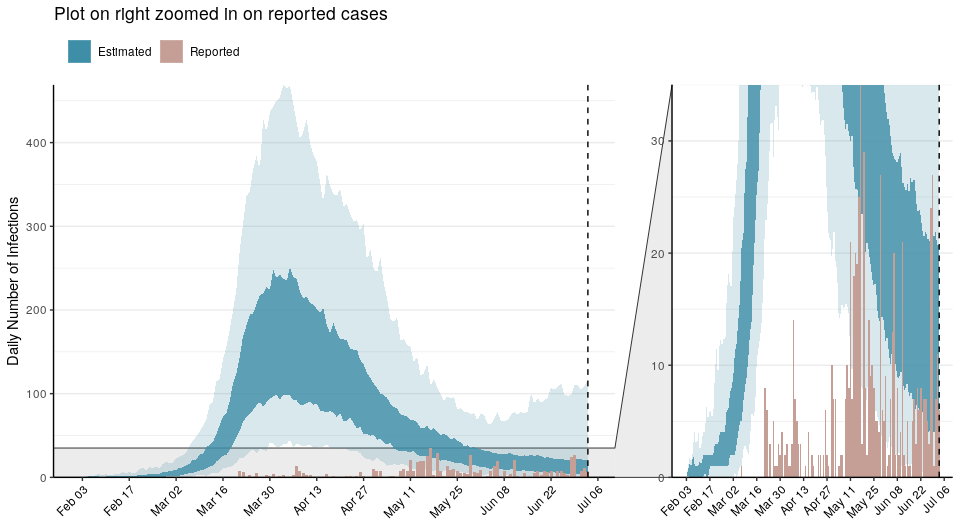 Plot on right zoomed in on reported cases
Estimated Reported
Daily Number of Infections
400
300
200
100
0
Feb 03 Feb 17 Mar 02 Mar 16 Mar 30 Apr 13 Apr 27 May 11 May 25 Jun 08 Jun 22 Jul 06
30
20
10
0
Feb 03 Feb 17 Mar 02 Mar 16 Mar 30 Apr 13 Apr 27 May 11 May 25 Jun 08 Jun 22 Jul 06